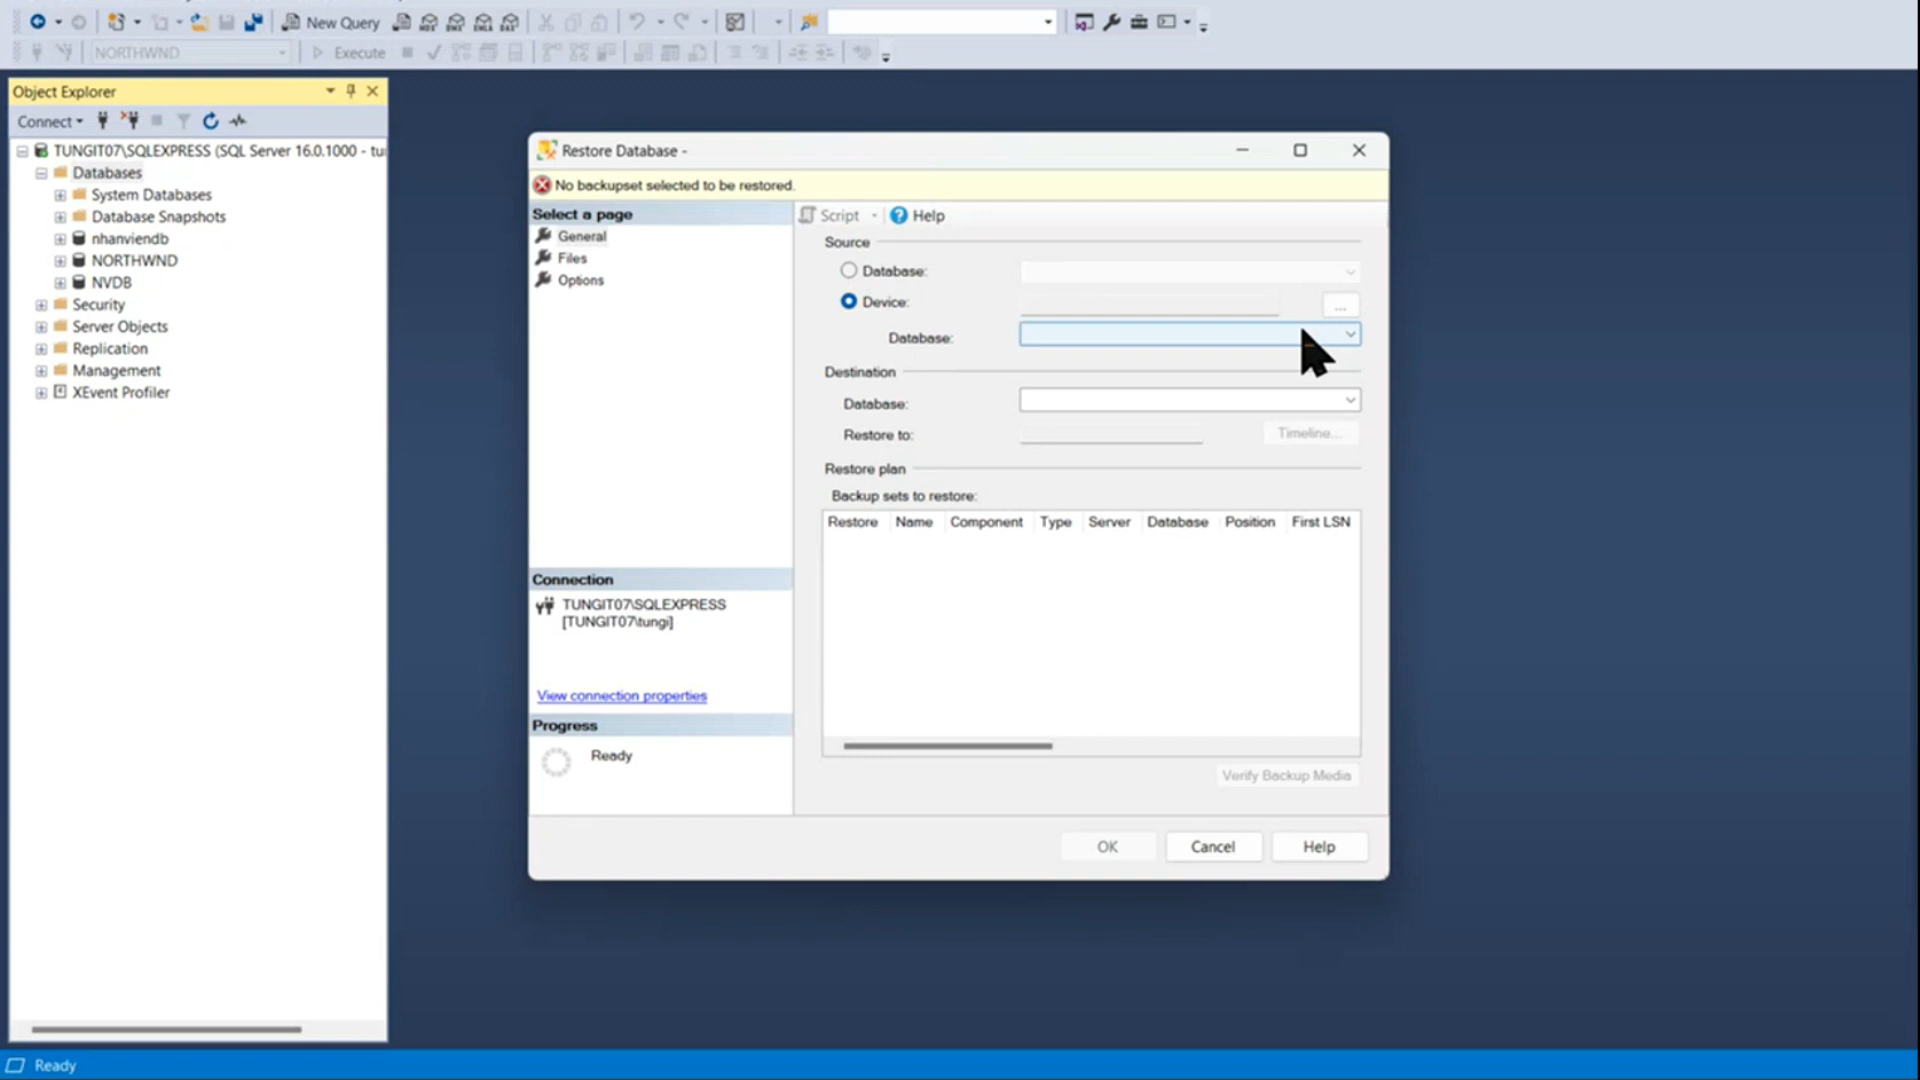 New Query
NORTHWND
Execute
Object Explorer
Connect
TUNGIT07\SQLEXPRESS (SQL Server 16.0.1000 - tu
Databases
System Databases
Database Snapshots
nhanviendb
NORTHWND
NVDB
Security
Server Objects
Replication
Management
XEvent Profiler
Restore Database -
No backupset selected to be restored.
Select a page
General
Files
Options
Script
Help
Source
Database:
Device:
...
Database:
Destination
Database:
Restore to:
Timeline...
Restore plan
Backup sets to restore:
Restore Name Component Type Server Database Position First LSN
Connection
TUNGIT07\SQLEXPRESS
[TUNGIT07\tungi]
View connection properties
Progress
Ready
Verify Backup Media
OK
Cancel
Help
Ready